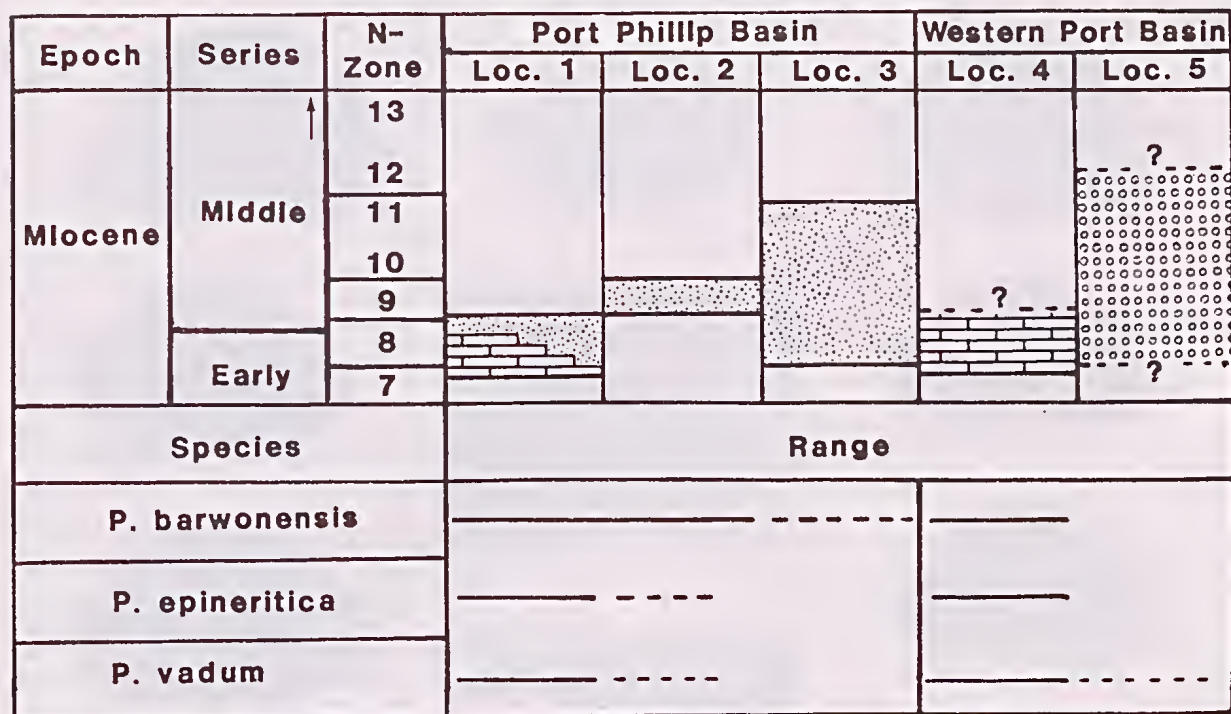 Epoch Series N-Zone Port Phillip Basin Western Port Basin
Loc. 1 Loc. 2 Loc. 3 Loc. 4 Loc. 5
Miocene
Middle
Early
13
12
11
10
9
8
7
?
?
?
Species Range
P. barwonensis
P. epineritica
P. vadum